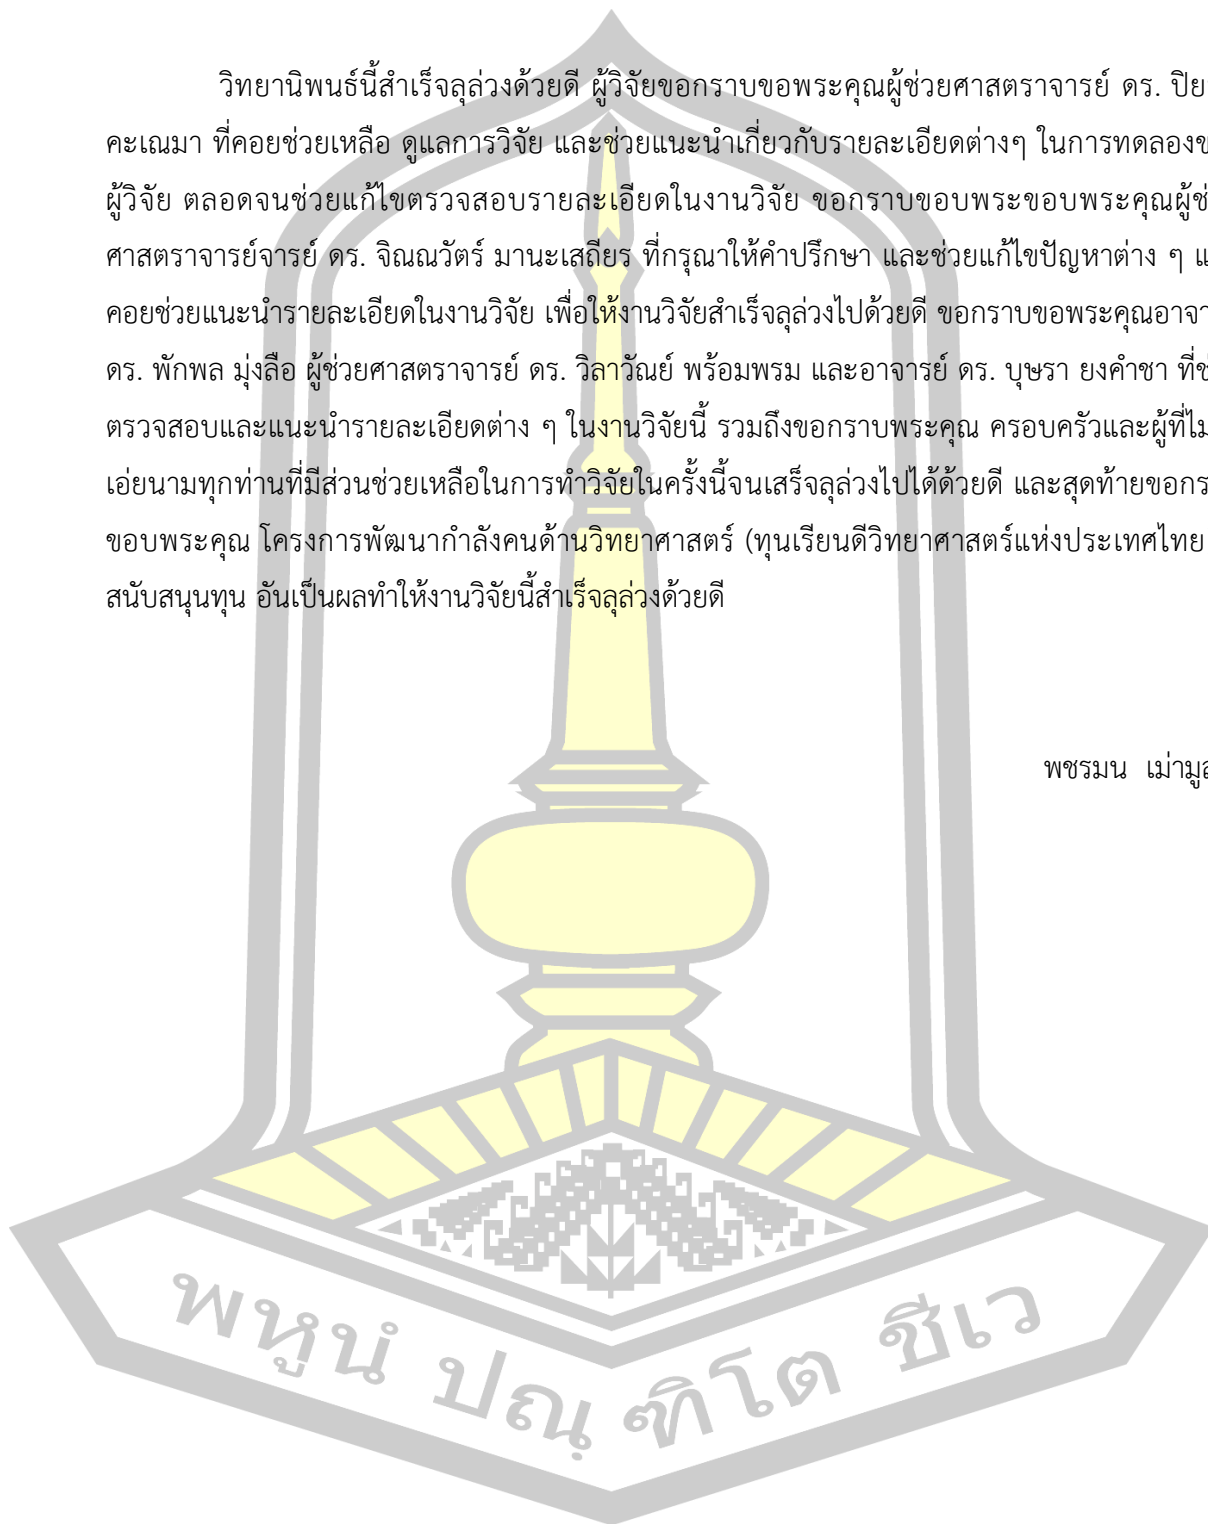 วิทยานิพนธ์นี้สำเร็จลุล่วงด้วยดี ผู้วิจัยขอกราบขอพระคุณผู้ช่วยศาสตราจารย์ ดร. ปิย
คะเณมา ที่คอยช่วยเหลือ ดูแลการวิจัย และช่วยแนะนำเกี่ยวกับรายละเอียดต่างๆ ในการทดลองข
ผู้วิจัย ตลอดจนช่วยแก้ไขตรวจสอบรายละเอียดในงานวิจัย ขอกราบขอบพระขอบพระคุณผู้ช่
ศาสตราจารย์จารย์ ดร. จิณณวัตร์ มานะเสถียร ที่กรุณาให้คำปรึกษา และช่วยแก้ไขปัญหาต่าง ๆ แ
คอยช่วยแนะนำรายละเอียดในงานวิจัย เพื่อให้งานวิจัยสำเร็จลุล่วงไปด้วยดี ขอกราบขอพระคุณอาจา
ดร. พักพล มุ่งลือ ผู้ช่วยศาสตราจารย์ ดร. วิลาวัณย์ พร้อมพรม และอาจารย์ ดร. บุษรา ยงคำชา ที่ช่
ตรวจสอบและแนะนำรายละเอียดต่าง ๆ ในงานวิจัยนี้ รวมถึงขอกราบพระคุณ ครอบครัวและผู้ที่ไม
เอ่ยนามทุกท่านที่มีส่วนช่วยเหลือในการทำวิจัยในครั้งนี้จนเสร็จลุล่วงไปได้ด้วยดี และสุดท้ายขอกร
ขอบพระคุณ โครงการพัฒนากำลังคนด้านวิทยาศาสตร์ (ทุนเรียนดีวิทยาศาสตร์แห่งประเทศไทย
สนับสนุนทุน อันเป็นผลทำให้งานวิจัยนี้สำเร็จลุล่วงด้วยดี
พชรมน เม่ามูล
พหูนํ ปณฺฑิโต ชีเว